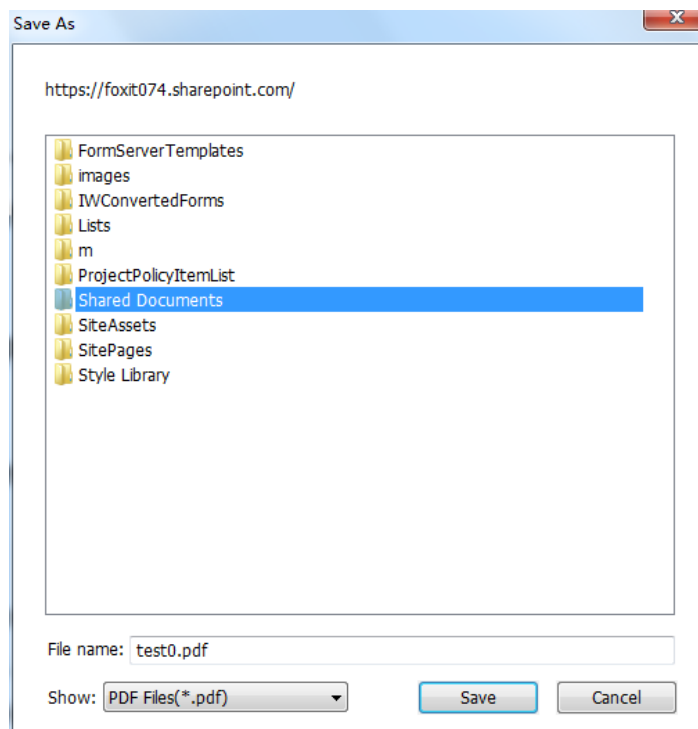 Save As
https://foxit074.sharepoint.com/
FormServerTemplates
images
IWConvertedForms
Lists
m
ProjectPolicyItemList
Shared Documents
SiteAssets
SitePages
Style Library
File name: test0.pdf
Show: PDF Files(*.pdf) Save Cancel